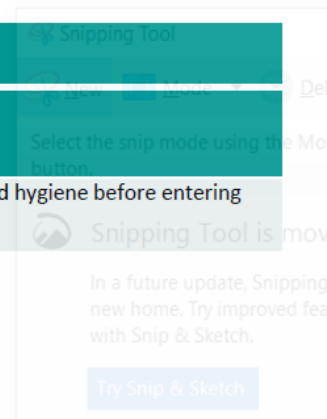 Snipping Tool
New Mode Del
Select the snip mode using the Mo
button.
d hygiene before entering
Snipping Tool is mov
In a future update, Snipping
new home. Try improved fea
with Snip & Sketch.
Try Snip & Sketch